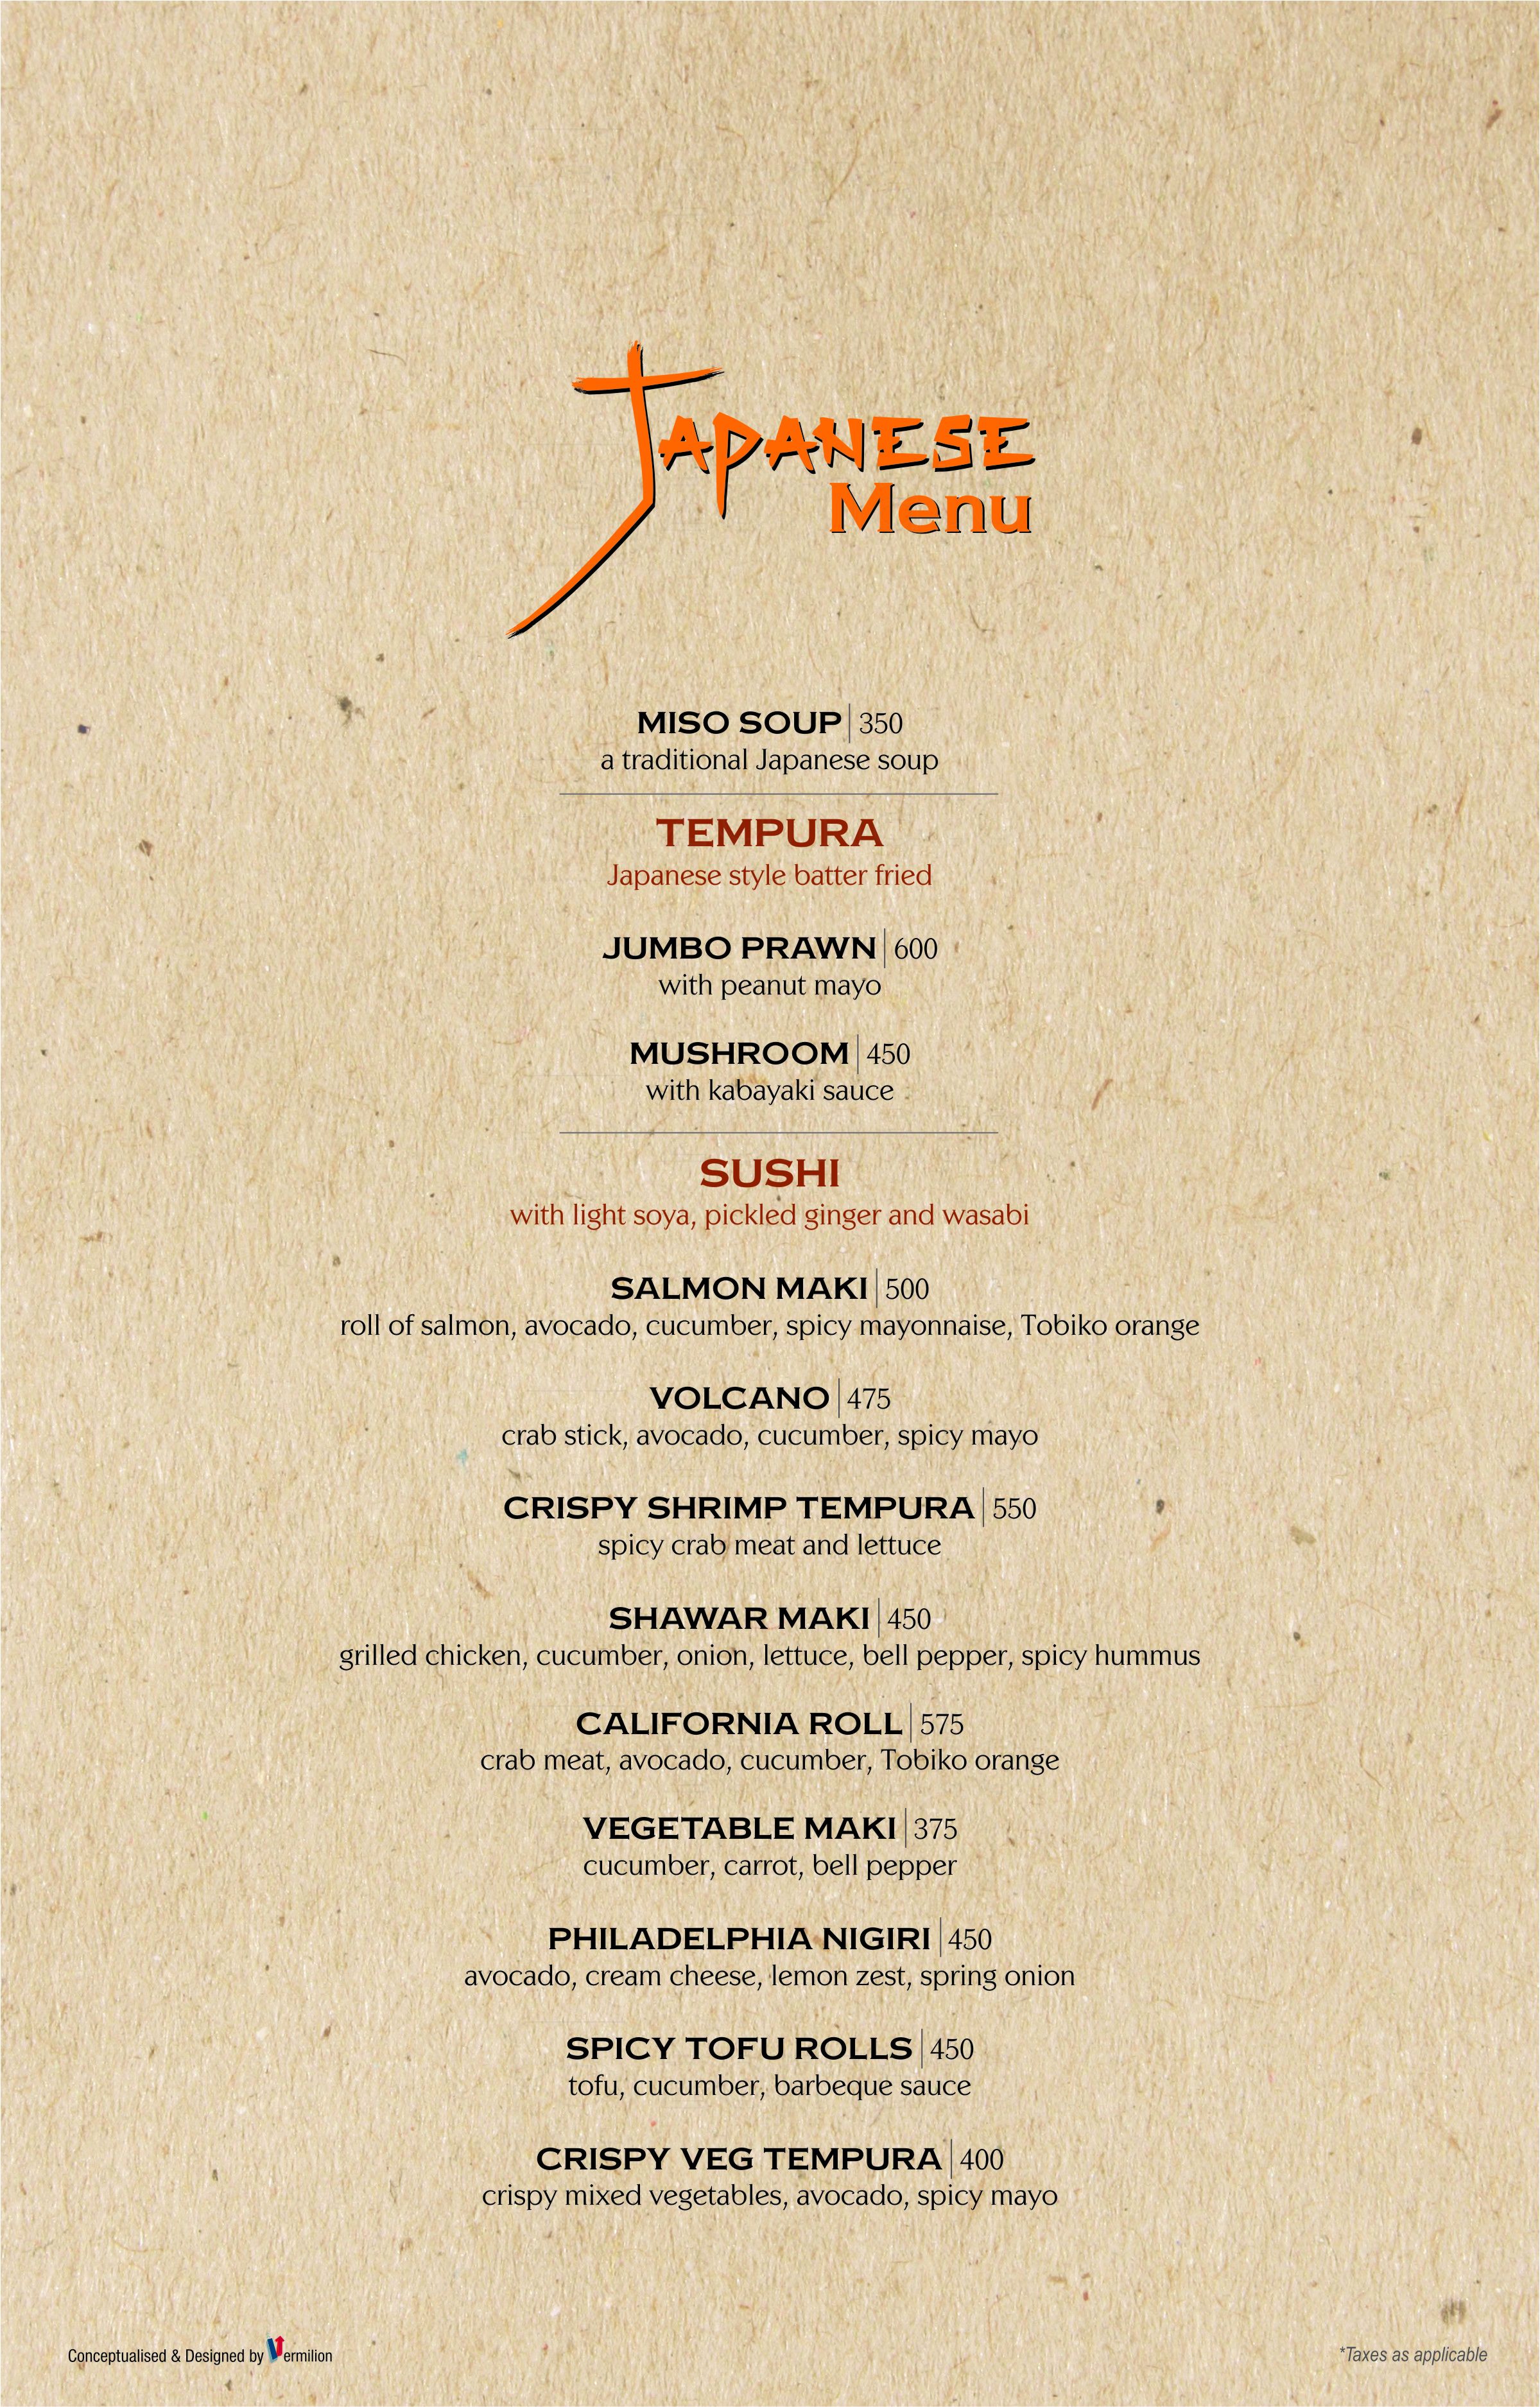 JAPANESE
Menu
MISO SOUP | 350
a traditional Japanese soup
TEMPURA
Japanese style batter fried
JUMBO PRAWN | 600
with peanut mayo
MUSHROOM | 450
with kabayaki sauce
SUSHI
with light soya, pickled ginger and wasabi
SALMON MAKI | 500
roll of salmon, avocado, cucumber, spicy mayonnaise, Tobiko orange
VOLCANO | 475
crab stick, avocado, cucumber, spicy mayo
CRISPY SHRIMP TEMPURA | 550
spicy crab meat and lettuce
SHAWAR MAKI | 450
grilled chicken, cucumber, onion, lettuce, bell pepper, spicy hummus
CALIFORNIA ROLL | 575
crab meat, avocado, cucumber, Tobiko orange
VEGETABLE MAKI | 375
cucumber, carrot, bell pepper
PHILADELPHIA NIGIRI | 450
avocado, cream cheese, lemon zest, spring onion
SPICY TOFU ROLLS | 450
tofu, cucumber, barbeque sauce
CRISPY VEG TEMPURA | 400
crispy mixed vegetables, avocado, spicy mayo
Conceptualised & Designed by Vermilion
*Taxes as applicable